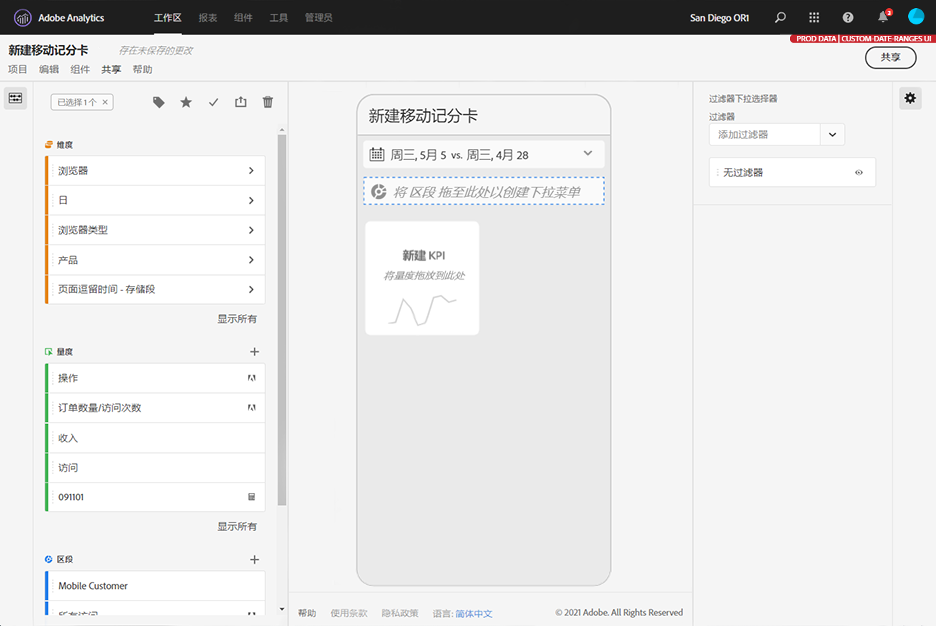 Adobe Analytics 工作区 报表 组件 工具 管理员 San Diego OR1
2
PROD DATA | CUSTOM-DATE-RANGES UI
新建移动记分卡 存在未保存的更改
项目 编辑 组件 共享 帮助
共享
已选择 1 个 ×
维度
浏览器
日
浏览器类型
产品
页面逗留时间 - 存储段
显示所有
量度
操作
订单数量/访问次数
收入
访问
091101
显示所有
区段
Mobile Customer
所有访问
新建移动记分卡
周三, 5月 5 vs. 周三, 4月 28
将 区段 拖至此处以创建下拉菜单
新建 KPI
将量度拖放到此处
过滤器下拉选择器
过滤器
添加过滤器
无过滤器
帮助 使用条款 隐私政策 语言: 简体中文 © 2021 Adobe. All Rights Reserved